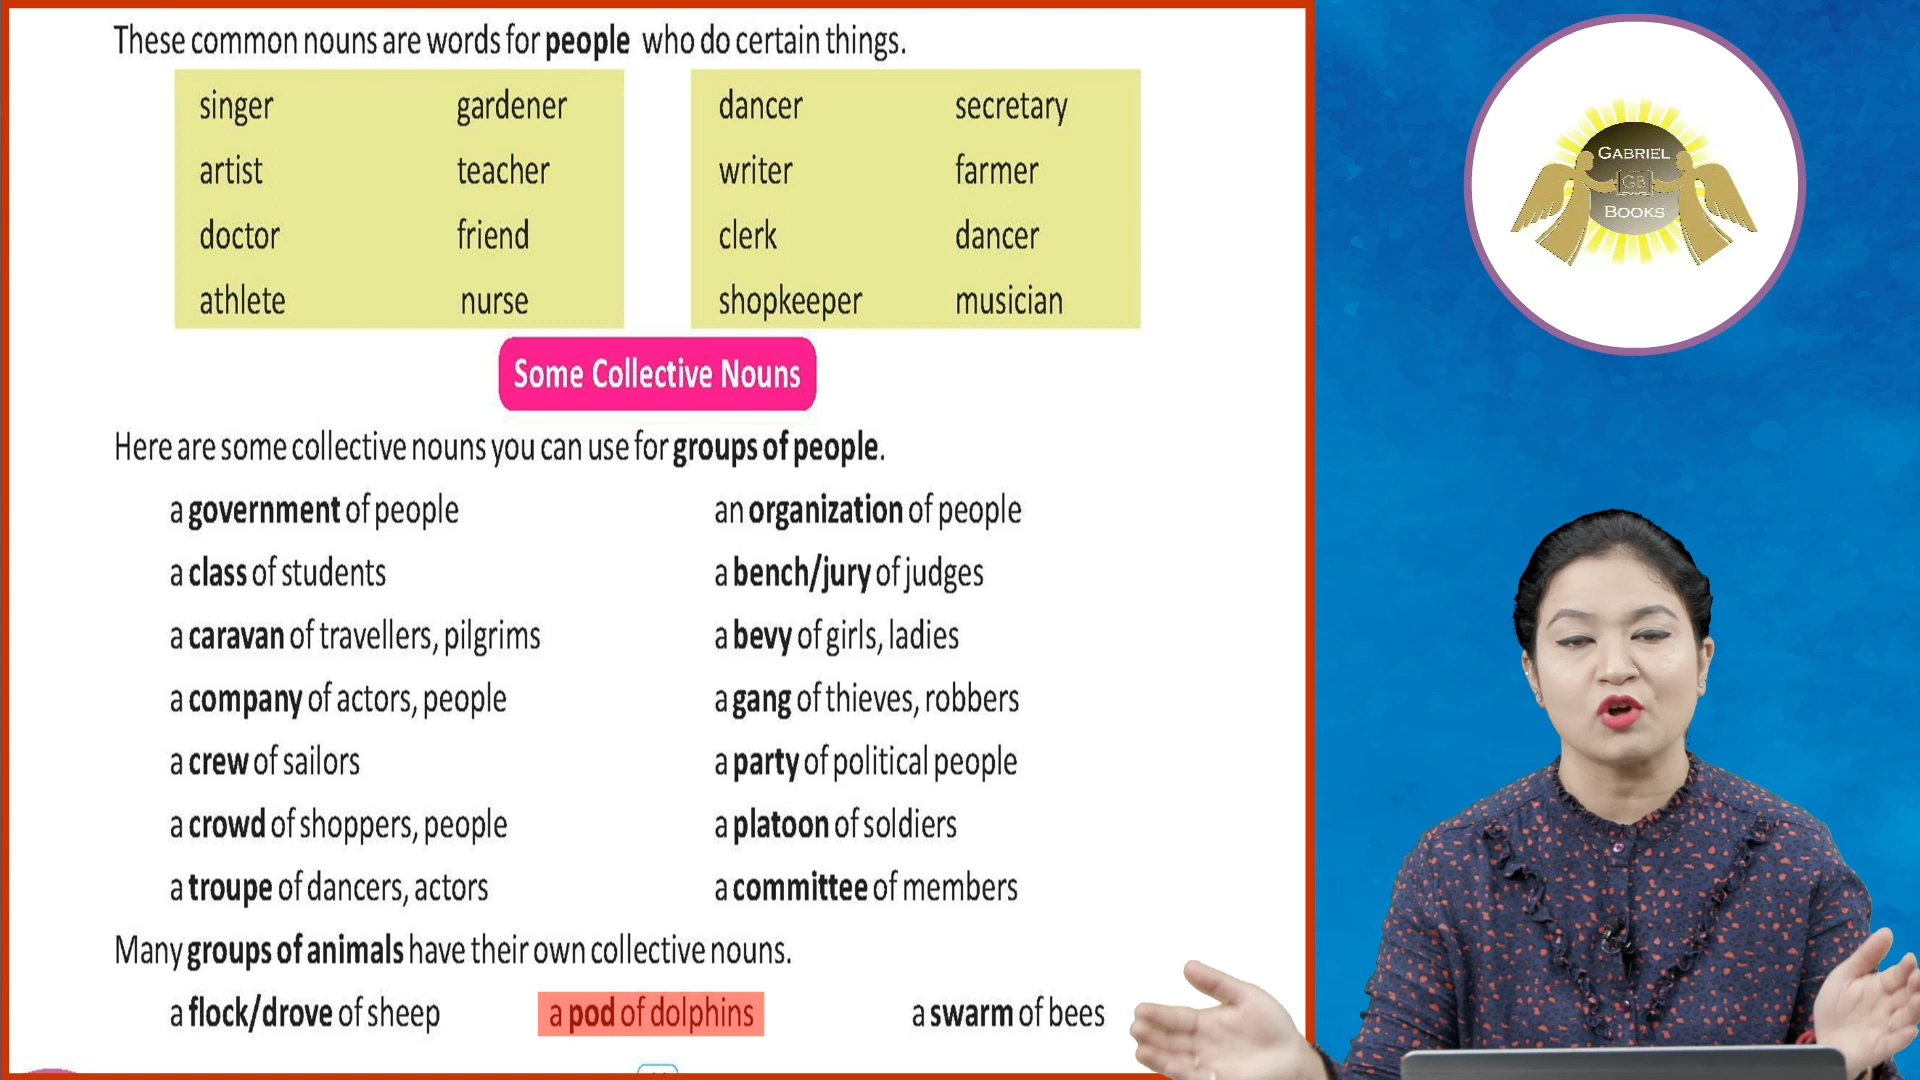 These common nouns are words for people who do certain things.
singer gardener dancer secretary
artist teacher writer farmer
doctor friend clerk dancer
athlete nurse shopkeeper musician
Some Collective Nouns
Here are some collective nouns you can use for groups of people.
a government of people an organization of people
a class of students a bench/jury of judges
a caravan of travellers, pilgrims a bevy of girls, ladies
a company of actors, people a gang of thieves, robbers
a crew of sailors a party of political people
a crowd of shoppers, people a platoon of soldiers
a troupe of dancers, actors a committee of members
Many groups of animals have their own collective nouns.
a flock/drove of sheep a pod of dolphins a swarm of bees
GABRIEL
GB
BOOKS